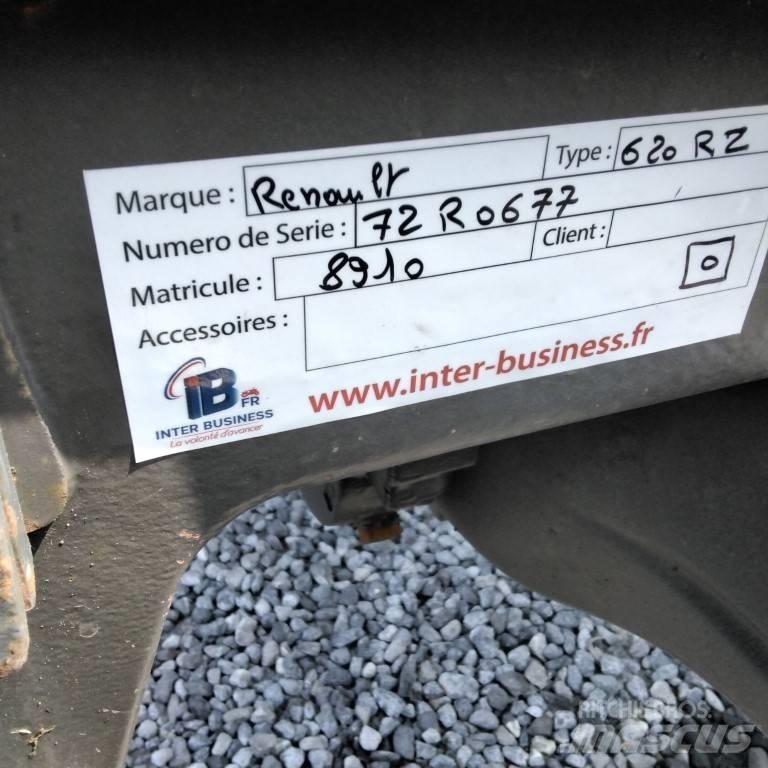 Marque : Renault Type : 620 RZ
Numero de Serie : 72 R0677
Matricule : 8910 Client :
Accessoires : 0
iB FR
INTER BUSINESS
La volonté d'avancer
www.inter-business.fr
mascus